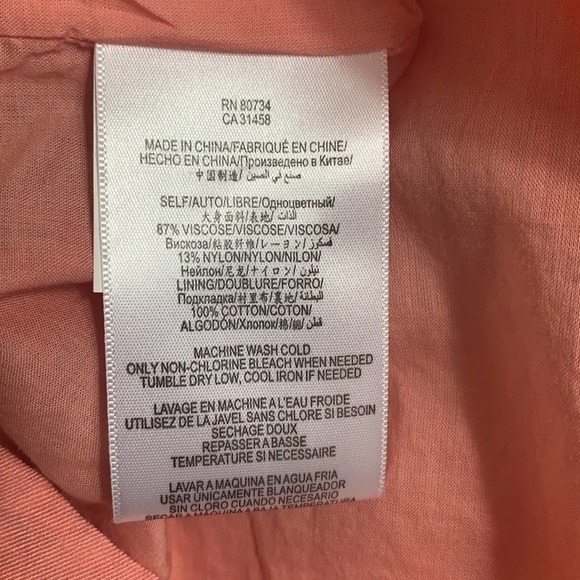 RN 80734
CA 31458
MADE IN CHINA/FABRIQUÉ EN CHINE/
HECHO EN CHINA/Произведено в Китае/
中国制造/ صنع في الصين
SELF/AUTO/LIBRE/Одноцветный/
大身面料/表地/ الذات
87% VISCOSE/VISCOSE/VISCOSA/
Вискоза/粘胶纤维/レーヨン/ فسكوز
13% NYLON/NYLON/NILON/
Нейлон/尼龙/ナイロン/ نيلون
LINING/DOUBLURE/FORRO/
Подкладка/衬里布/裏地/ البطانة
100% COTTON/COTON/
ALGODÓN/Хлопок/棉/綿/ قطن
MACHINE WASH COLD
ONLY NON-CHLORINE BLEACH WHEN NEEDED
TUMBLE DRY LOW, COOL IRON IF NEEDED
LAVAGE EN MACHINE A L'EAU FROIDE
UTILISEZ DE LA JAVEL SANS CHLORE SI BESOIN
SECHAGE DOUX
REPASSER A BASSE
TEMPERATURE SI NECESSAIRE
LAVAR A MAQUINA EN AGUA FRIA
USAR ÚNICAMENTE BLANQUEADOR
SIN CLORO CUANDO NECESARIO
SECAR A MAQUINA A BAJA TEMPERATURA